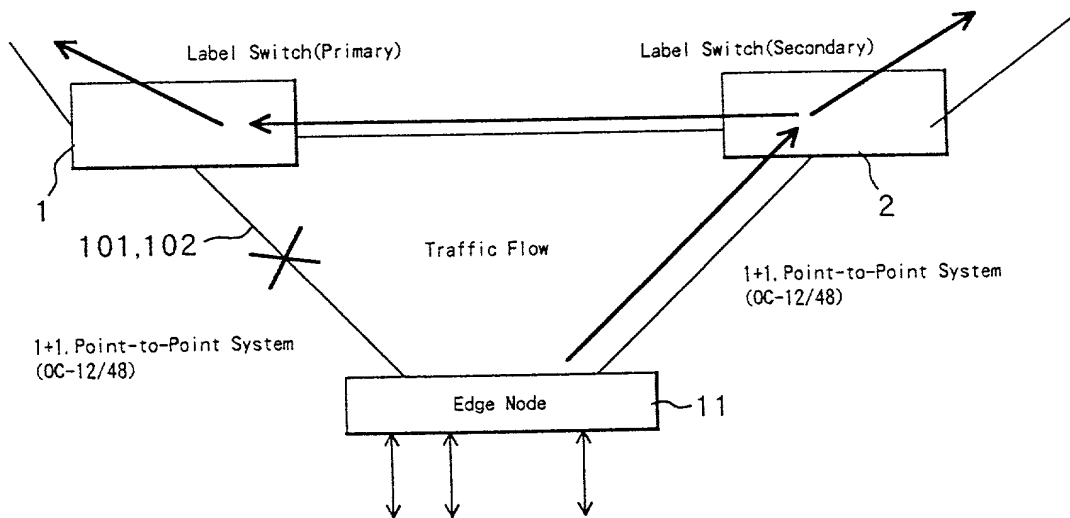 Label Switch(Primary)
Label Switch(Secondary)
1
2
101,102
Traffic Flow
1+1. Point-to-Point System
(OC-12/48)
1+1. Point-to-Point System
(OC-12/48)
Edge Node
11